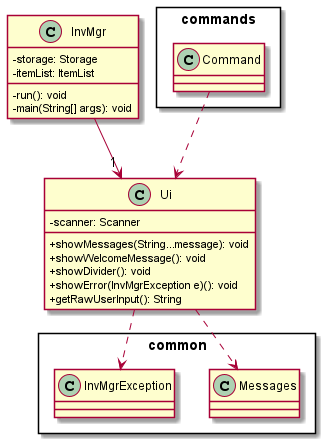 C InvMgr
-storage: Storage
-itemList: ItemList
-run(): void
-main(String[] args): void
commands
C Command
1
C Ui
-scanner: Scanner
+showMessages(String...message): void
+showWelcomeMessage(): void
+showDivider(): void
+showError(InvMgrException e)(): void
+getRawUserInput(): String
common
C InvMgrException
C Messages